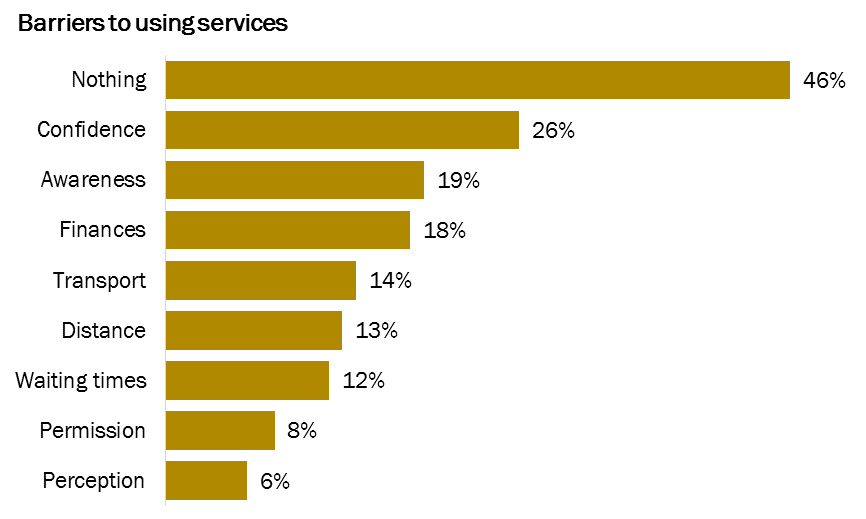 Barriers to using services
Nothing 46%
Confidence 26%
Awareness 19%
Finances 18%
Transport 14%
Distance 13%
Waiting times 12%
Permission 8%
Perception 6%